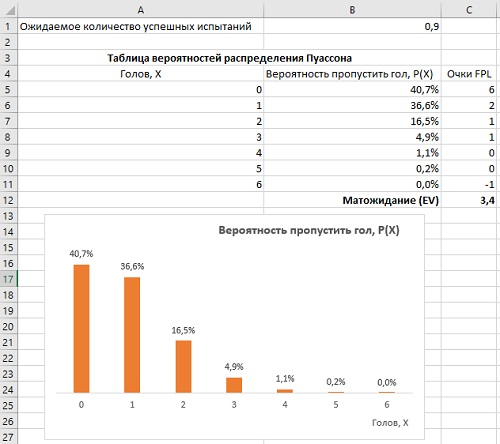 A B C
1 Ожидаемое количество успешных испытаний 0,9
2
3 Таблица вероятностей распределения Пуассона
4 Голов, X Вероятность пропустить гол, P(X) Очки FPL
5 0 40,7% 6
6 1 36,6% 2
7 2 16,5% 1
8 3 4,9% 1
9 4 1,1% 0
10 5 0,2% 0
11 6 0,0% -1
12 Матожидание (EV) 3,4
13
14 Вероятность пропустить гол, P(X)
15
16 40,7%
17 36,6%
18
19
20 16,5%
21
22
23 4,9%
24 1,1% 0,2% 0,0%
25 0 1 2 3 4 5 6
26 Голов, X
27